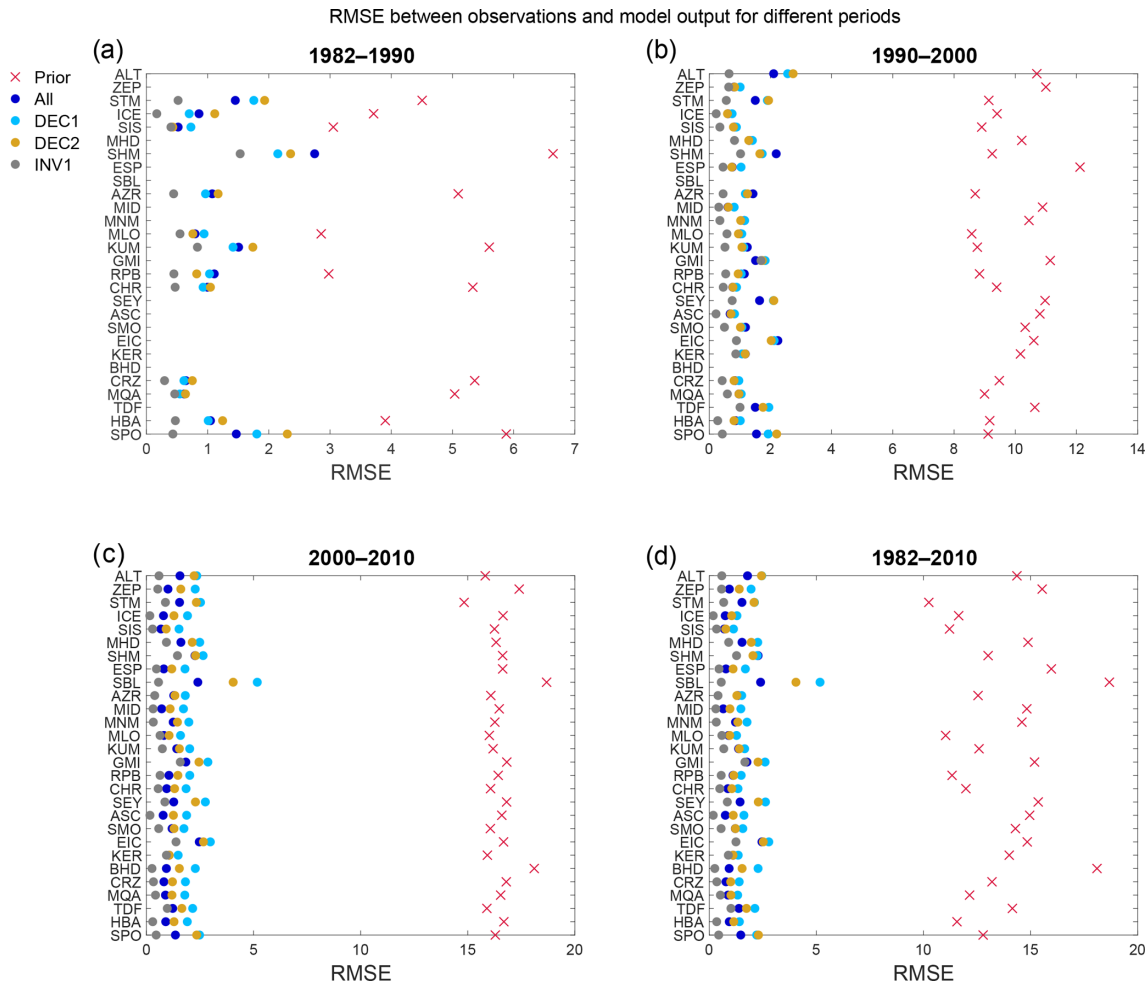 RMSE between observations and model output for different periods
Prior
All
DEC1
DEC2
INV1
(a)
1982–1990
ALT
ZEP
STM
ICE
SIS
MHD
SHM
ESP
SBL
AZR
MID
MNM
MLO
KUM
GMI
RPB
CHR
SEY
ASC
SMO
EIC
KER
BHD
CRZ
MQA
TDF
HBA
SPO
0 1 2 3 4 5 6 7
RMSE
(b)
1990–2000
ALT
ZEP
STM
ICE
SIS
MHD
SHM
ESP
SBL
AZR
MID
MNM
MLO
KUM
GMI
RPB
CHR
SEY
ASC
SMO
EIC
KER
BHD
CRZ
MQA
TDF
HBA
SPO
0 2 4 6 8 10 12 14
RMSE
(c)
2000–2010
ALT
ZEP
STM
ICE
SIS
MHD
SHM
ESP
SBL
AZR
MID
MNM
MLO
KUM
GMI
RPB
CHR
SEY
ASC
SMO
EIC
KER
BHD
CRZ
MQA
TDF
HBA
SPO
0 5 10 15 20
RMSE
(d)
1982–2010
ALT
ZEP
STM
ICE
SIS
MHD
SHM
ESP
SBL
AZR
MID
MNM
MLO
KUM
GMI
RPB
CHR
SEY
ASC
SMO
EIC
KER
BHD
CRZ
MQA
TDF
HBA
SPO
0 5 10 15 20
RMSE